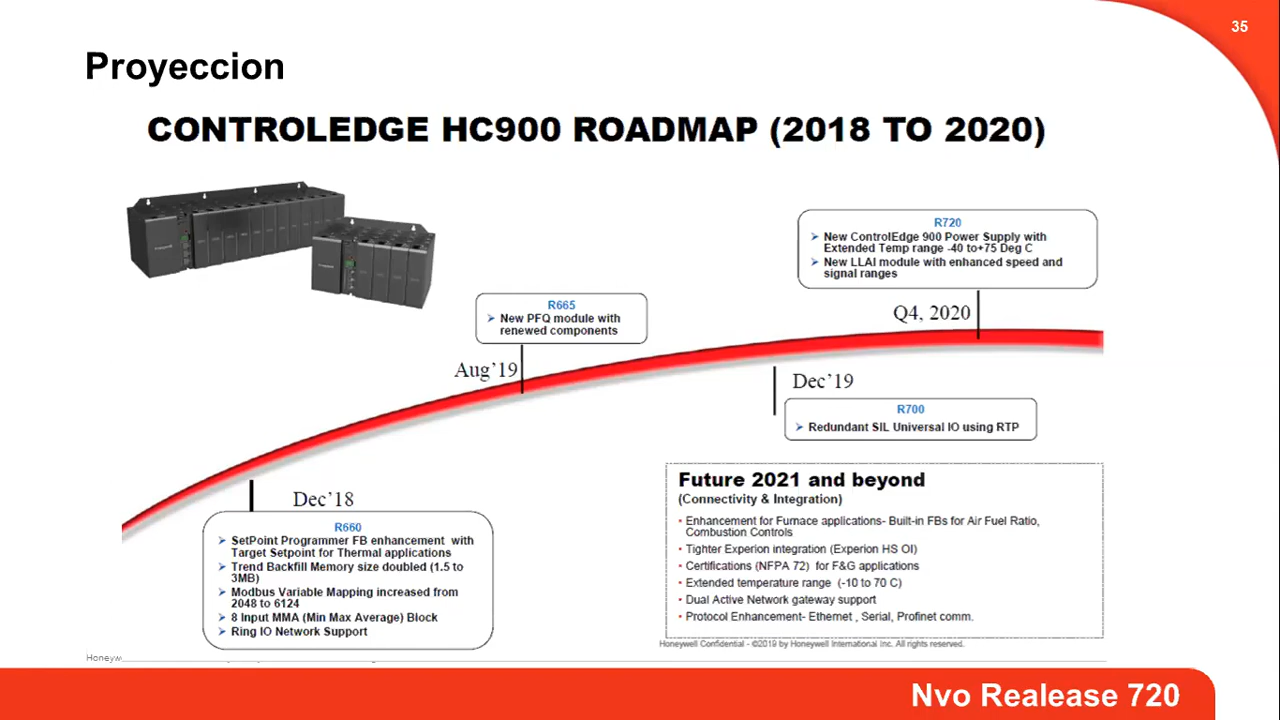 35
Proyeccion
CONTROLEDGE HC900 ROADMAP (2018 TO 2020)
R720
➤ New ControlEdge 900 Power Supply with
Extended Temp range -40 to+75 Deg C
➤ New LLAI module with enhanced speed and
signal ranges
Q4, 2020
R665
➤ New PFQ module with
renewed components
Aug'19
Dec'19
R700
➤ Redundant SIL Universal IO using RTP
Dec'18
R660
➤ SetPoint Programmer FB enhancement with
Target Setpoint for Thermal applications
➤ Trend Backfill Memory size doubled (1.5 to
3MB)
➤ Modbus Variable Mapping increased from
2048 to 6124
➤ 8 Input MMA (Min Max Average) Block
➤ Ring IO Network Support
Future 2021 and beyond
(Connectivity & Integration)
• Enhancement for Furnace applications- Built-in FBs for Air Fuel Ratio,
Combustion Controls
• Tighter Experion integration (Experion HS OI)
• Certifications (NFPA 72) for F&G applications
• Extended temperature range (-10 to 70 C)
• Dual Active Network gateway support
• Protocol Enhancement- Ethernet , Serial, Profinet comm.
Honeywell Confidential - ©2019 by Honeywell International Inc. All rights reserved.
Nvo Realease 720